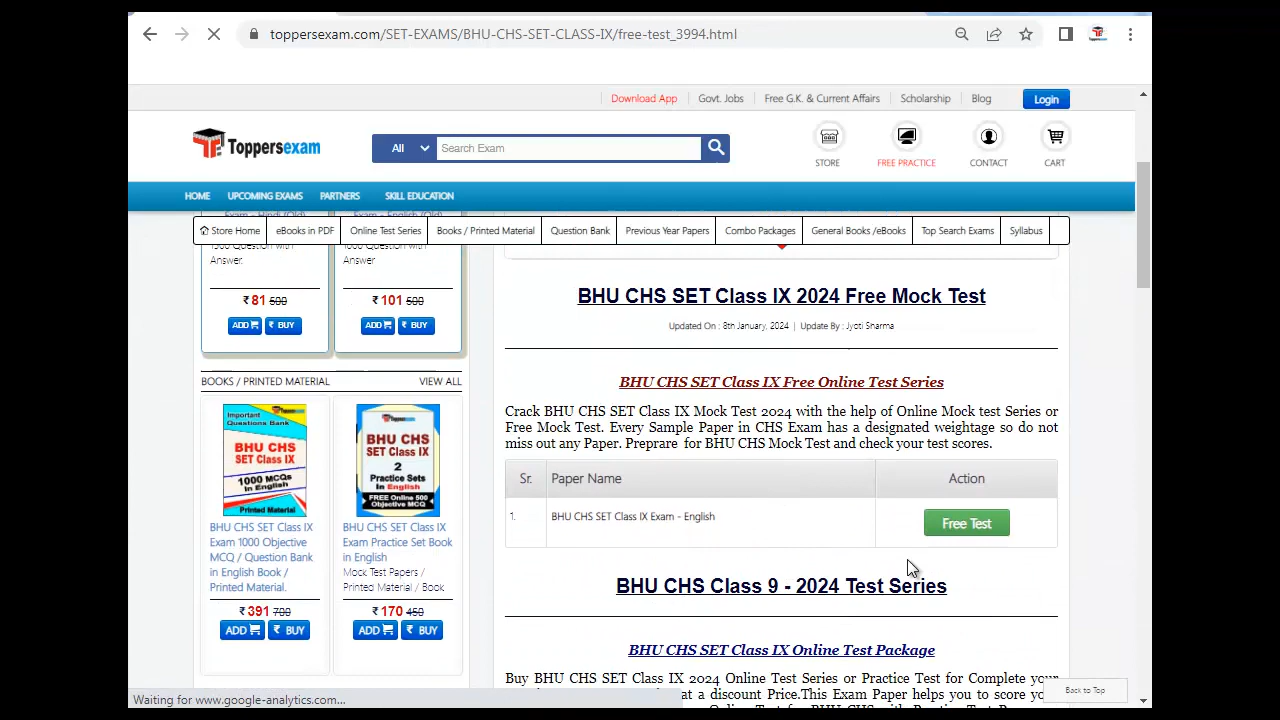 toppersexam.com/SET-EXAMS/BHU-CHS-SET-CLASS-IX/free-test_3994.html
Download App | Govt. Jobs | Free G.K. & Current Affairs | Scholarship | Blog Login
Toppersexam
All Search Exam
STORE FREE PRACTICE CONTACT CART
HOME UPCOMING EXAMS PARTNERS SKILL EDUCATION
Store Home eBooks in PDF Online Test Series Books / Printed Material Question Bank Previous Year Papers Combo Packages General Books /eBooks Top Search Exams Syllabus
Exam - Hindi (Old)
Answer.
₹ 81 500
ADD ₹ BUY
Exam - English (Old)
1000 Question with
Answer
₹ 101 500
ADD ₹ BUY
BOOKS / PRINTED MATERIAL VIEW ALL
Important
Questions Bank
Toppersexam
BHU CHS
SET Class IX
1000 MCQs
in English
Printed Material
BHU CHS SET Class IX
Exam 1000 Objective
MCQ / Question Bank
in English Book /
Printed Material.
₹ 391 700
ADD ₹ BUY
Toppersexam
BHU CHS
SET Class IX
2
Practice Sets
In English
FREE Online 500
Objective MCQ
BHU CHS SET Class IX
Exam Practice Set Book
in English
Mock Test Papers /
Printed Material / Book
₹ 170 450
ADD ₹ BUY
BHU CHS SET Class IX 2024 Free Mock Test
Updated On : 8th January, 2024 | Update By : Jyoti Sharma
BHU CHS SET Class IX Free Online Test Series
Crack BHU CHS SET Class IX Mock Test 2024 with the help of Online Mock test Series or
Free Mock Test. Every Sample Paper in CHS Exam has a designated weightage so do not
miss out any Paper. Preprare for BHU CHS Mock Test and check your test scores.
Sr. Paper Name Action
1. BHU CHS SET Class IX Exam - English Free Test
BHU CHS Class 9 - 2024 Test Series
BHU CHS SET Class IX Online Test Package
Buy BHU CHS SET Class IX 2024 Online Test Series or Practice Test for Complete your
at a discount Price.This Exam Paper helps you to score you
Back to Top
Waiting for www.google-analytics.com...